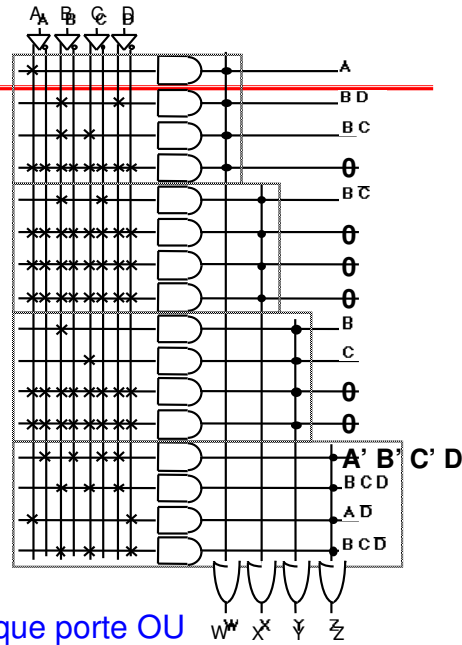 A B C D
A B C D
A
B D
B C
0
B C̅
0
0
0
B
C
0
0
A’ B’ C’ D
B C D
A D̅
B C D̅
que porte OU
W W X X Y Y Z Z